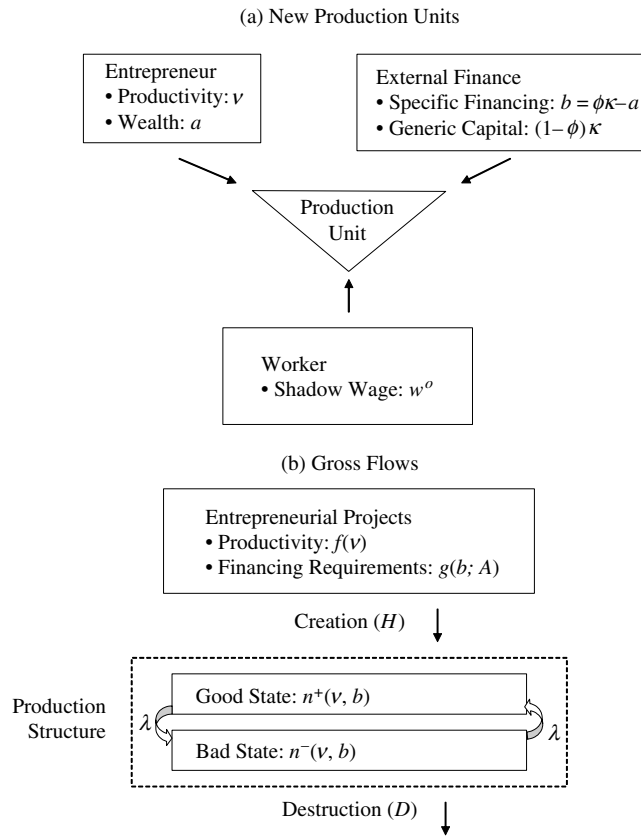 (a) New Production Units
Entrepreneur
• Productivity: ν
• Wealth: a
External Finance
• Specific Financing: b = ϕκ–a
• Generic Capital: (1–ϕ)κ
Production
Unit
Worker
• Shadow Wage: wᵒ
(b) Gross Flows
Entrepreneurial Projects
• Productivity: f(ν)
• Financing Requirements: g(b; A)
Creation (H)
Production
Structure
λ
Good State: n⁺(ν, b)
Bad State: n⁻(ν, b)
λ
Destruction (D)